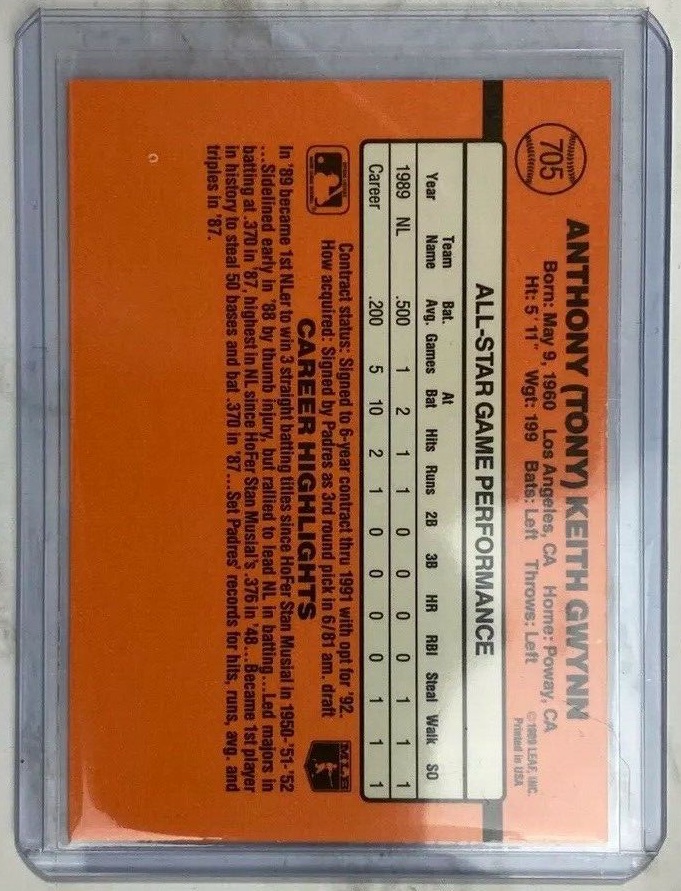 705
ANTHONY (TONY) KEITH GWYNN
Born: May 9, 1960 Los Angeles, CA Home: Poway, CA
Ht: 5' 11" Wgt: 199 Bats: Left Throws: Left
© 1989 LEAF, INC.
Printed in USA
ALL-STAR GAME PERFORMANCE
Team Bat. At
Year Name Avg. Games Bat Hits Runs 2B 3B HR RBI Steal Walk SO
1989 NL .500 1 2 1 1 0 0 0 0 1 1 1
Career .200 5 10 2 1 0 0 0 0 1 1 1
Contract status: Signed to 6-year contract thru 1991 with opt for '92.
How acquired: Signed by Padres as 3rd round pick in 6/81 am. draft
CAREER HIGHLIGHTS
MLBPA
In '89 became 1st NLer to win 3 straight batting titles since HoFer Stan Musial in 1950-'51-'52
...Sidelined early in '88 by thumb injury, but rallied to lead NL in batting...Led majors in
batting at .370 in '87, highest in NL since HoFer Stan Musial's .376 in '48...Became 1st player
in history to steal 50 bases and bat .370 in '87...Set Padres' records for hits, runs, avg. and
triples in '87.